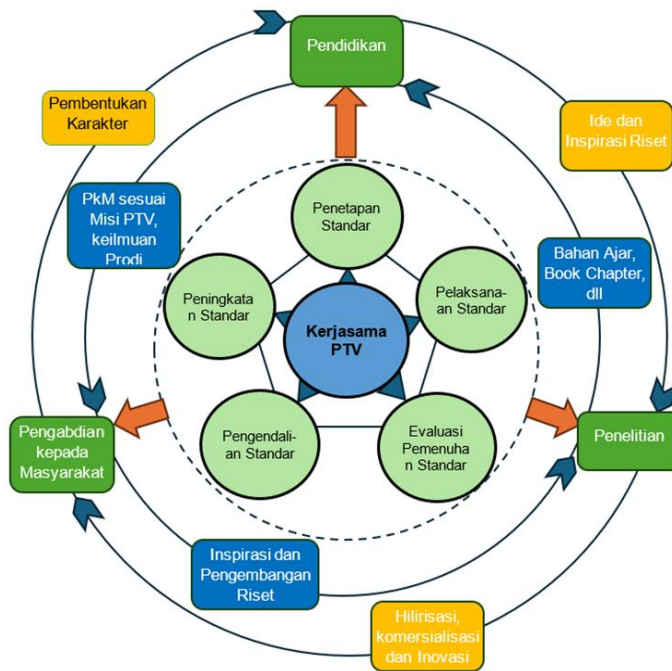 Pendidikan
Pembentukan
Karakter
Ide dan
Inspirasi Riset
PkM sesuai
Misi PTV,
keilmuan
Prodi
Penetapan
Standar
Bahan Ajar,
Book Chapter,
dll
Peningkata
n Standar
Pelaksana-
an Standar
Kerjasama
PTV
Pengabdian
kepada
Masyarakat
Pengendali-
an Standar
Evaluasi
Pemenuha
n Standar
Penelitian
Inspirasi dan
Pengembangan
Riset
Hilirisasi,
komersialisasi
dan Inovasi